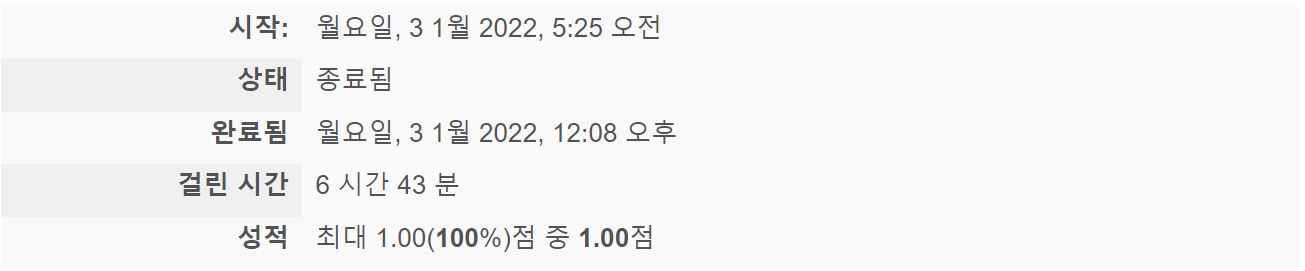 시작: 월요일, 3 1월 2022, 5:25 오전
상태 종료됨
완료됨 월요일, 3 1월 2022, 12:08 오후
걸린 시간 6 시간 43 분
성적 최대 1.00(100%)점 중 1.00점